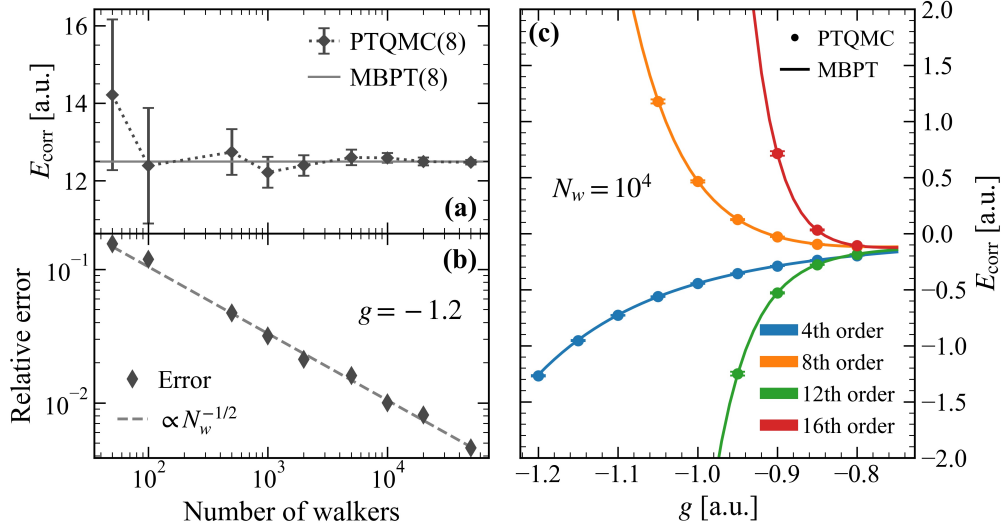 16
14
12
E_corr [a.u.]
PTQMC(8)
MBPT(8)
(a)
10^-1
10^-2
Relative error
(b)
g = −1.2
Error
∝N_w^-1/2
10^2
10^3
10^4
Number of walkers
(c)
PTQMC
MBPT
N_w = 10^4
4th order
8th order
12th order
16th order
2.0
1.5
1.0
0.5
0.0
−0.5
−1.0
−1.5
−2.0
E_corr [a.u.]
−1.2
−1.1
−1.0
−0.9
−0.8
g [a.u.]